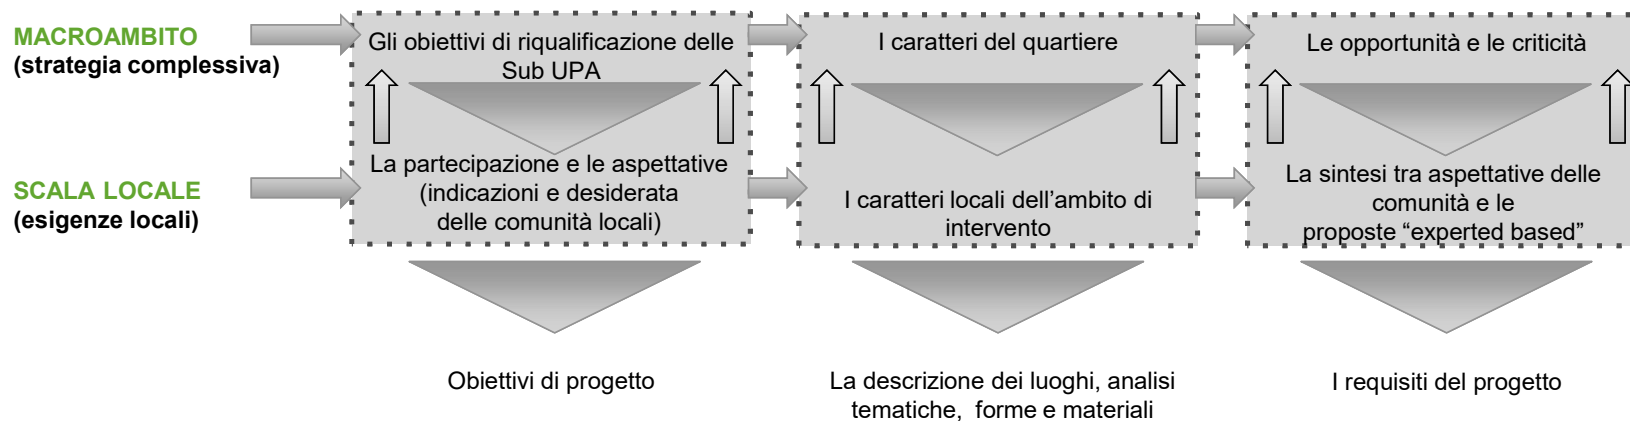 MACROAMBITO
(strategia complessiva)
Gli obiettivi di riqualificazione delle
Sub UPA
I caratteri del quartiere
Le opportunità e le criticità
SCALA LOCALE
(esigenze locali)
La partecipazione e le aspettative
(indicazioni e desiderata
delle comunità locali)
I caratteri locali dell’ambito di
intervento
La sintesi tra aspettative delle
comunità e le
proposte “experted based”
Obiettivi di progetto
La descrizione dei luoghi, analisi
tematiche, forme e materiali
I requisiti del progetto